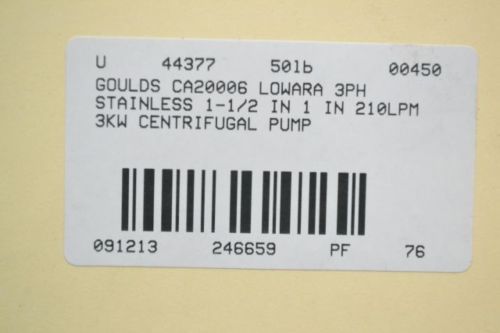 U 44377 501b 00450
GOULDS CA20006 LOWARA 3PH
STAINLESS 1-1/2 IN 1 IN 210LPM
3KW CENTRIFUGAL PUMP
091213 246659 PF 76